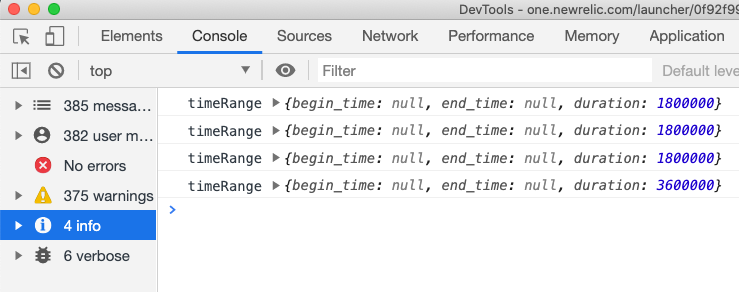 DevTools - one.newrelic.com/launcher/0f92f99
Elements Console Sources Network Performance Memory Application
top Filter Default leve
385 messa…
382 user m…
No errors
375 warnings
4 info
6 verbose
timeRange {begin_time: null, end_time: null, duration: 1800000}
timeRange {begin_time: null, end_time: null, duration: 1800000}
timeRange {begin_time: null, end_time: null, duration: 1800000}
timeRange {begin_time: null, end_time: null, duration: 3600000}